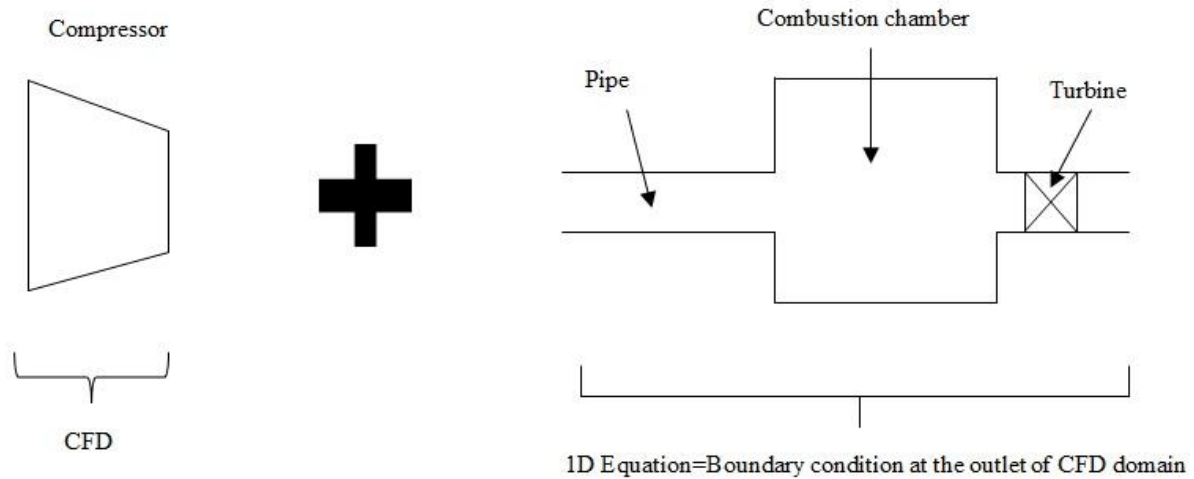 Compressor
Combustion chamber
Pipe
Turbine
CFD
1D Equation=Boundary condition at the outlet of CFD domain